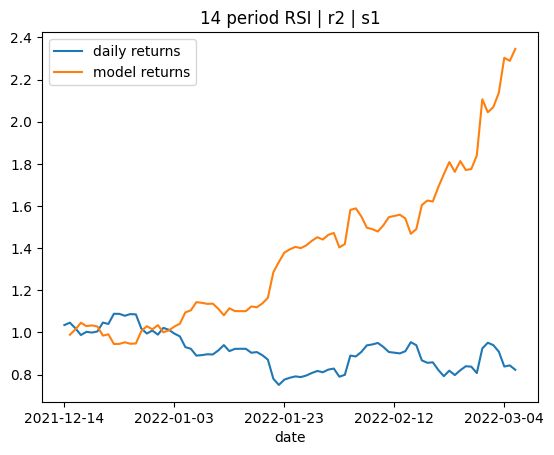 14 period RSI | r2 | s1
daily returns
model returns
2.4
2.2
2.0
1.8
1.6
1.4
1.2
1.0
0.8
2021-12-14 2022-01-03 2022-01-23 2022-02-12 2022-03-04
date